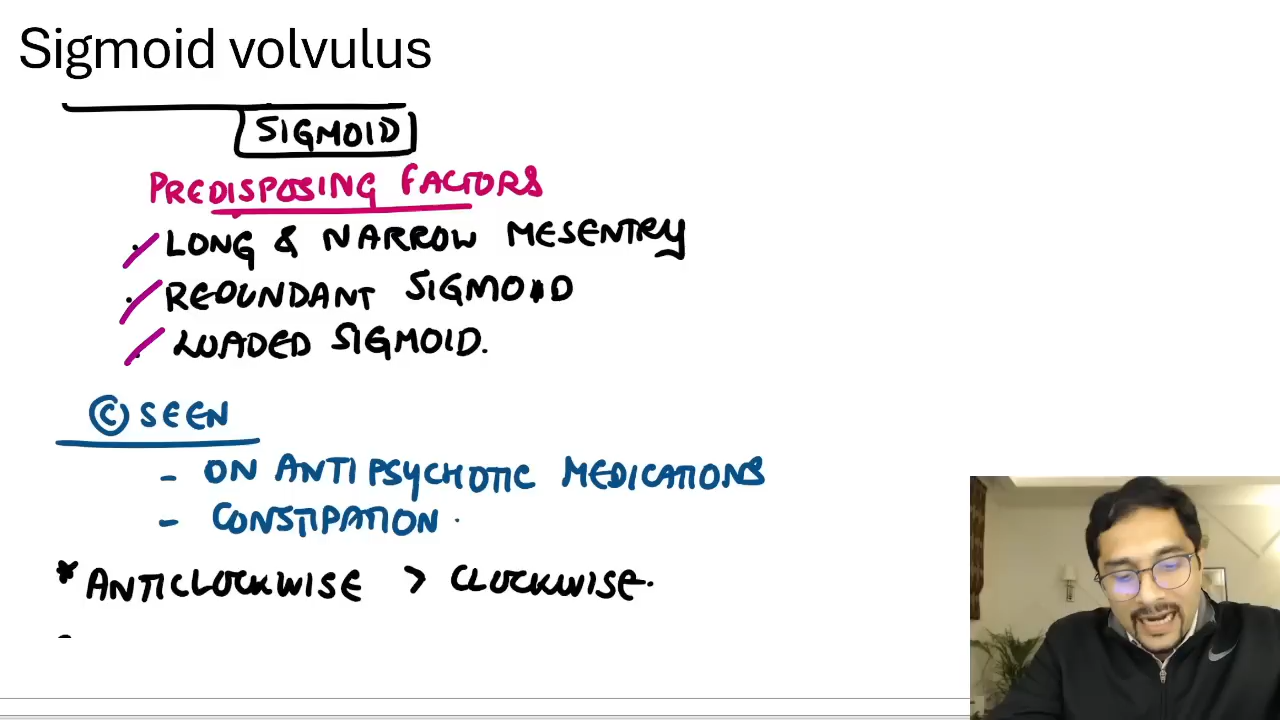 Sigmoid volvulus
SIGMOID
PREDISPOSING FACTORS
. LONG & NARROW MESENTRY
. REDUNDANT SIGMOID
. LOADED SIGMOID.
© SEEN
- ON ANTIPSYCHOTIC MEDICATIONS
- CONSTIPATION .
* ANTICLOCKWISE > CLOCKWISE.